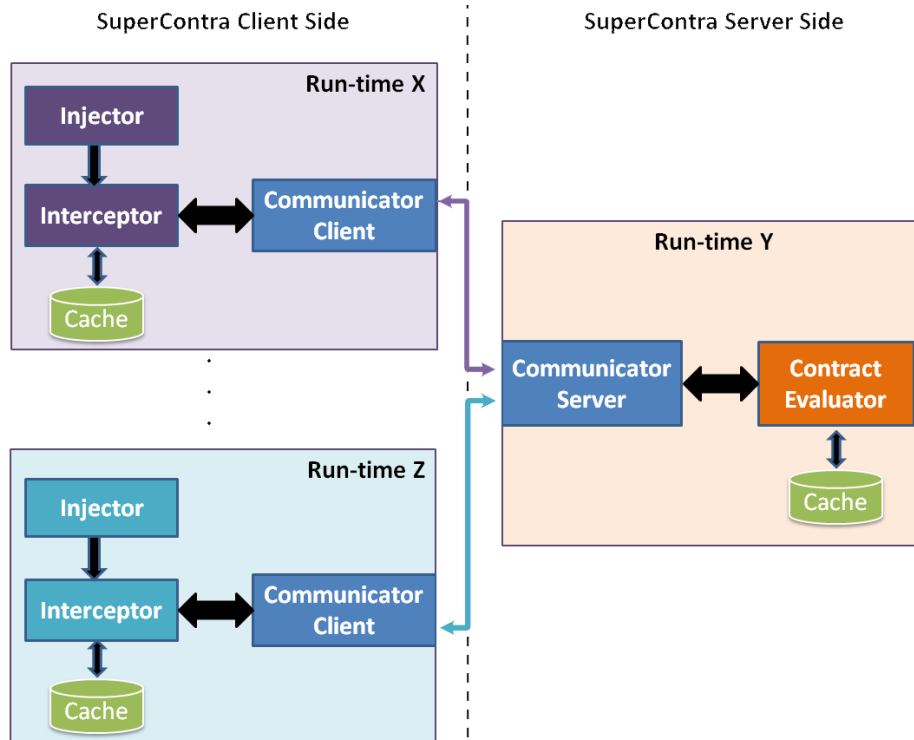 SuperContra Client Side
SuperContra Server Side
Run-time X
Injector
Interceptor
Communicator
Client
Cache
Run-time Y
Communicator
Server
Contract
Evaluator
Cache
Run-time Z
Injector
Interceptor
Communicator
Client
Cache